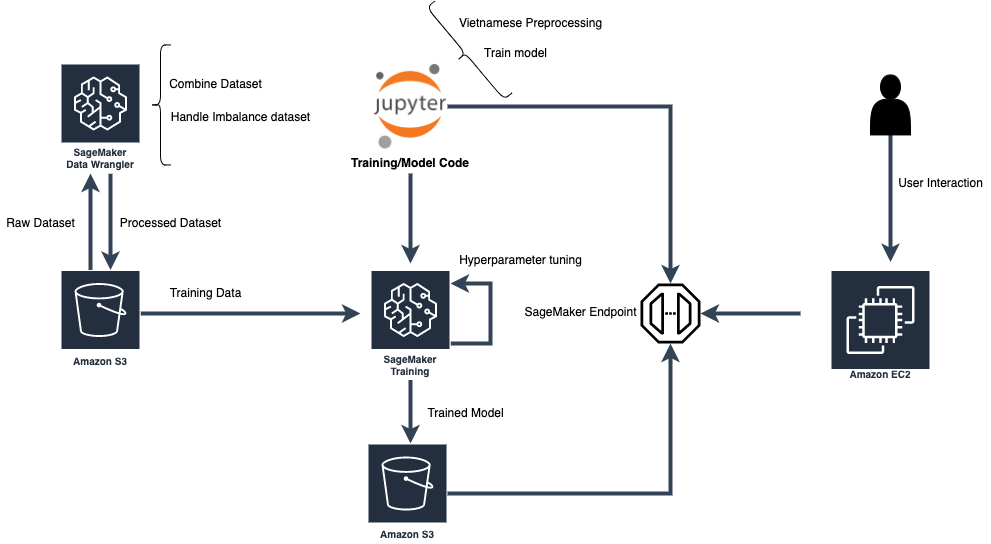 Vietnamese Preprocessing
Train model
Combine Dataset
Handle Imbalance dataset
jupyter
SageMaker
Data Wrangler
Training/Model Code
User Interaction
Raw Dataset
Processed Dataset
Hyperparameter tuning
Training Data
SageMaker Endpoint
Amazon S3
SageMaker
Training
Amazon EC2
Trained Model
Amazon S3